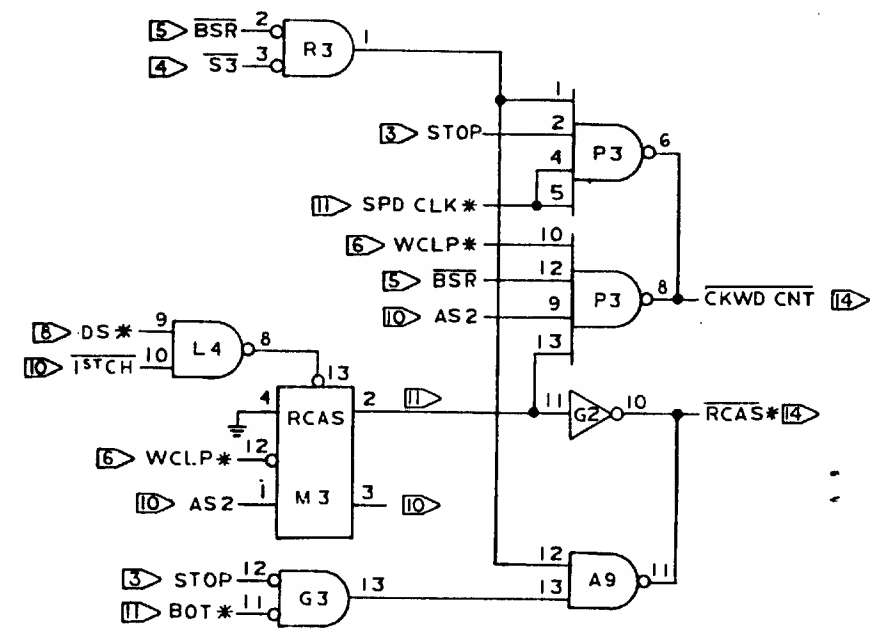 5 BSR 2
4 S3 3
R3 1
3 STOP 2
1
4
5
P3 6
11 SPD CLK*
6 WCLP* 10
5 BSR 12
10 AS2 9
13
P3 8 CKWD CNT 14
8 DS* 9
10 1ST CH 10
L4 8
13
4 RCAS 2 11
6 WCLP* 12
10 AS2 1
M3 3 10
11 G2 10 RCAS* 14
3 STOP 12
11 BOT* 11
G3 13
12
13
A9 11